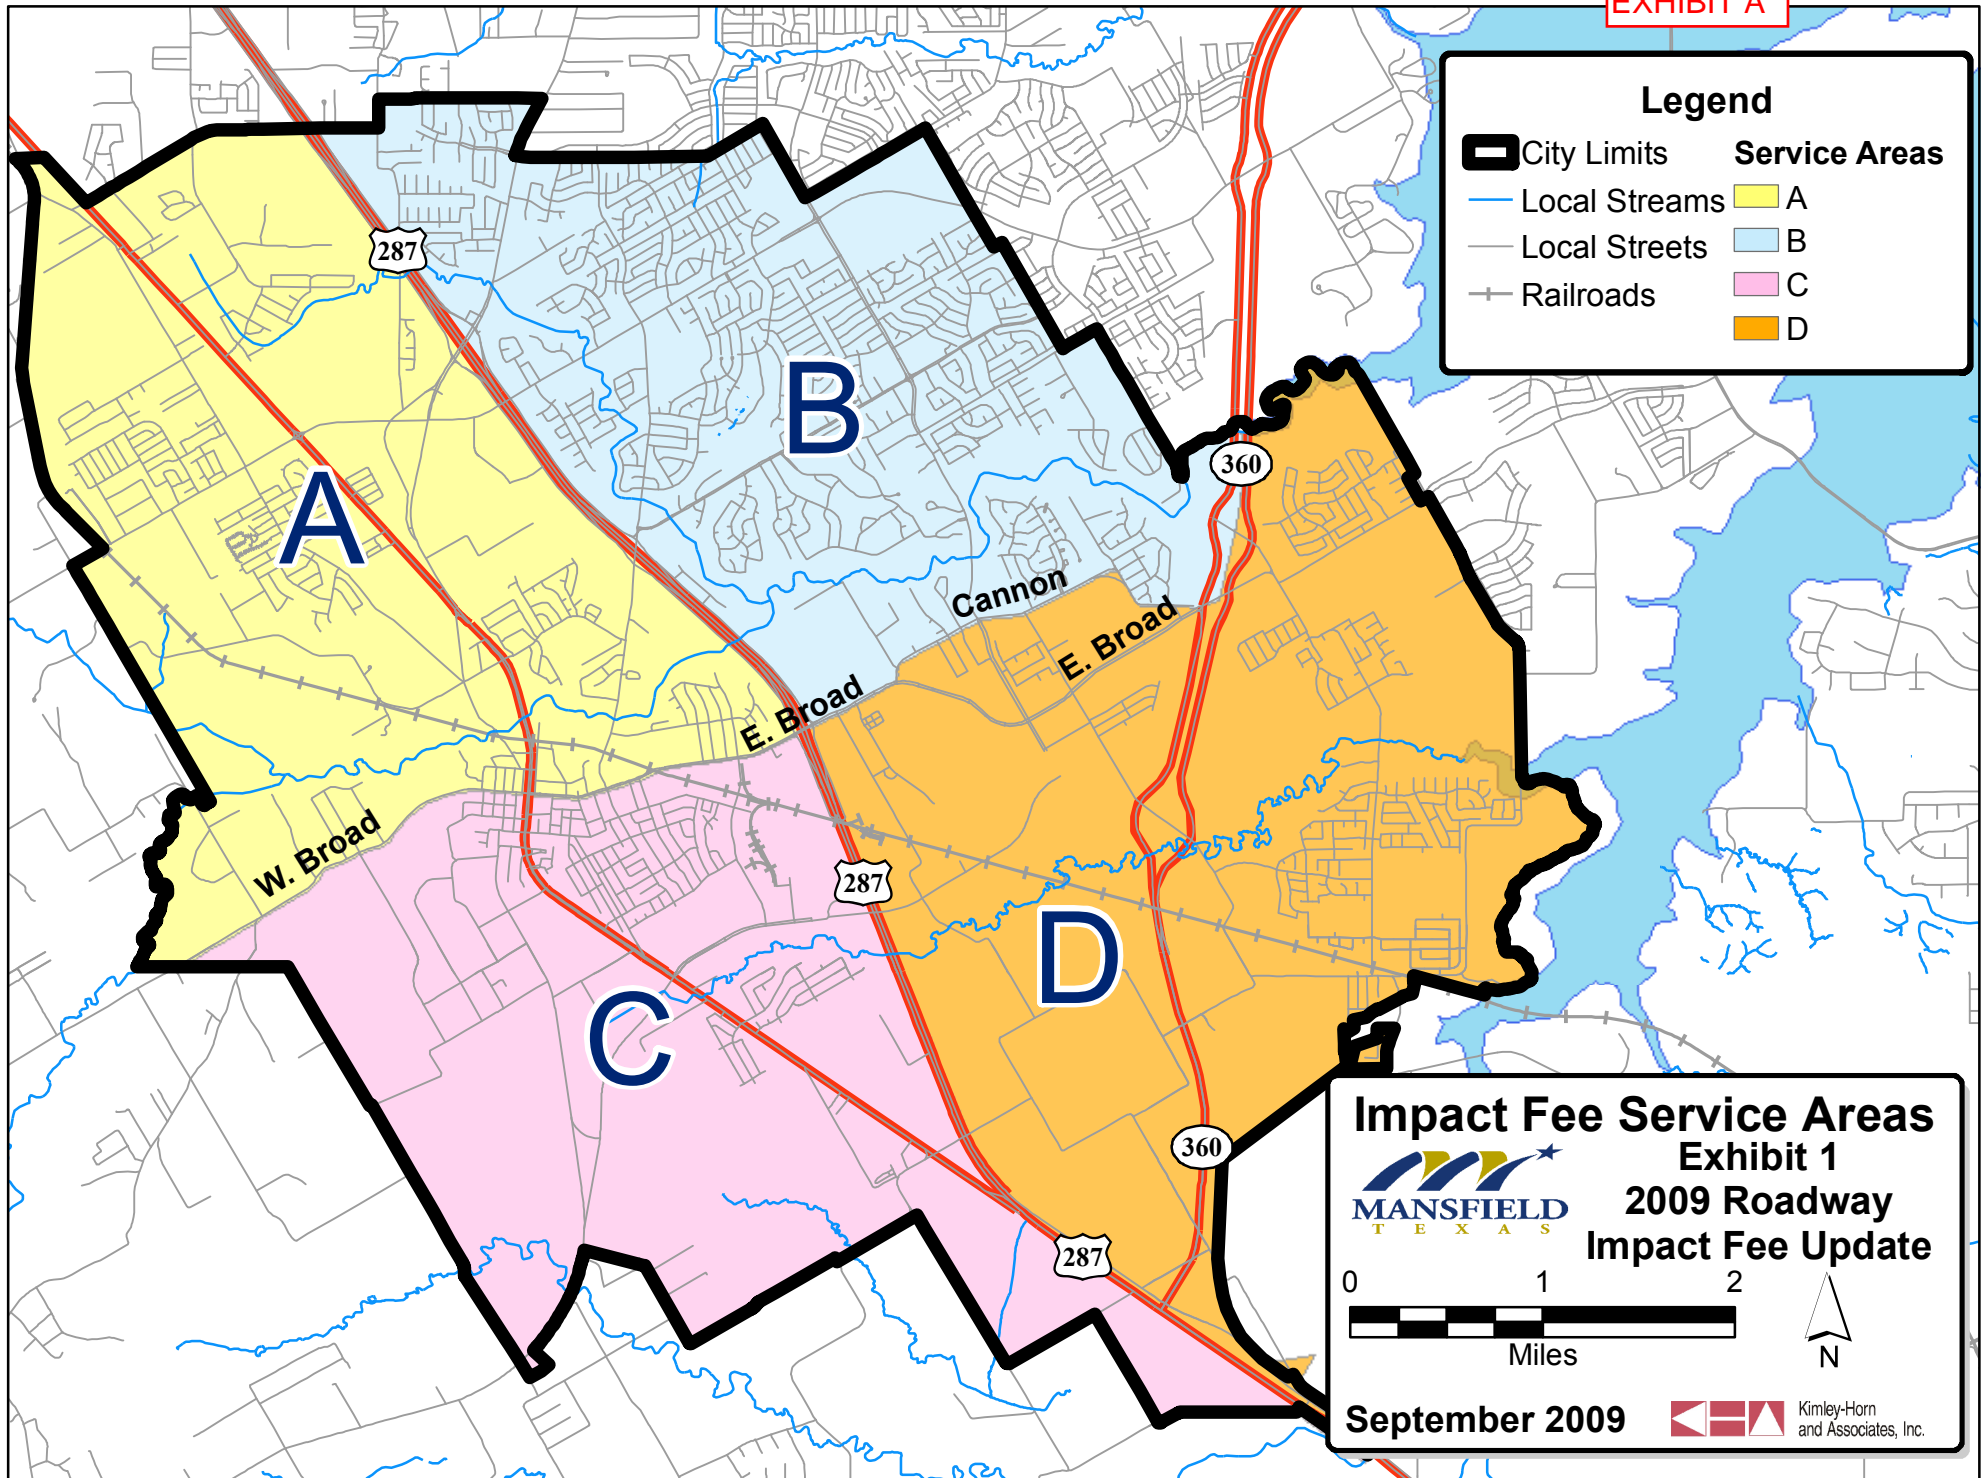 EXHIBIT A
Legend
City Limits
Local Streams
Local Streets
Railroads
Service Areas
A
B
C
D
287
B
A
360
Cannon
E. Broad
E. Broad
W. Broad
287
D
C
360
287
Impact Fee Service Areas
Exhibit 1
2009 Roadway
Impact Fee Update
MANSFIELD
TEXAS
0 1 2
Miles
N
September 2009
Kimley-Horn
and Associates, Inc.